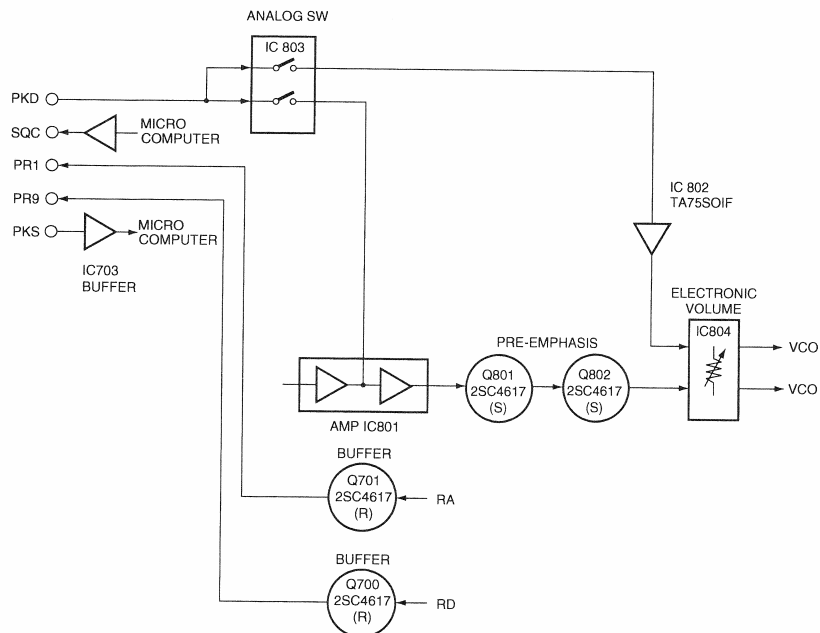 ANALOG SW
IC 803
PKD
SQC
MICRO
COMPUTER
PR1
PR9
PKS
MICRO
COMPUTER
IC703
BUFFER
IC 802
TA75SOIF
ELECTRONIC
VOLUME
IC804
VCO
VCO
PRE-EMPHASIS
Q801
2SC4617
(S)
Q802
2SC4617
(S)
AMP IC801
BUFFER
Q701
2SC4617
(R)
RA
BUFFER
Q700
2SC4617
(R)
RD